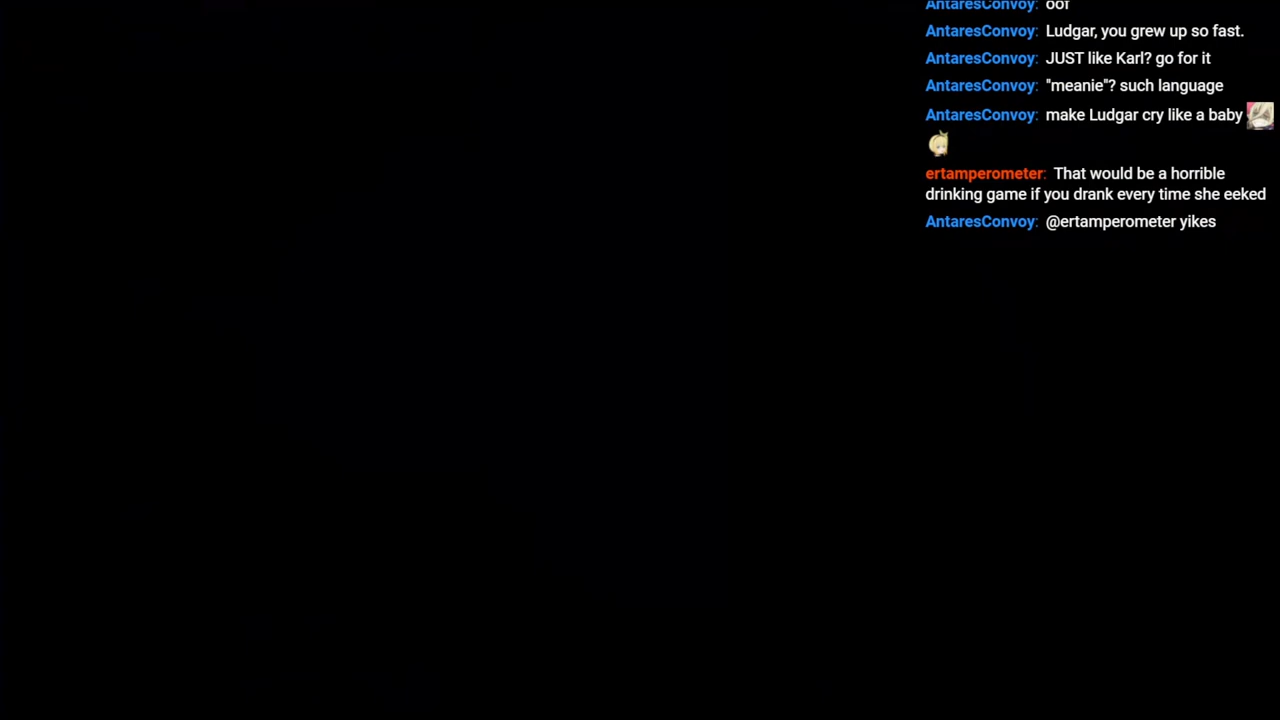 AntaresConvoy: oof
AntaresConvoy: Ludgar, you grew up so fast.
AntaresConvoy: JUST like Karl? go for it
AntaresConvoy: "meanie"? such language
AntaresConvoy: make Ludgar cry like a baby
ertamperometer: That would be a horrible
drinking game if you drank every time she eeked
AntaresConvoy: @ertamperometer yikes